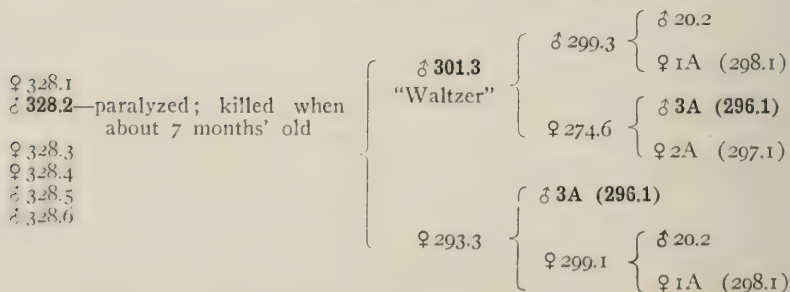 ♀ 328.1
♂ 328.2—paralyzed; killed when
about 7 months' old
♀ 328.3
♀ 328.4
♂ 328.5
♂ 328.6
♂ 301.3
"Waltzer"
♀ 293.3
♂ 299.3
♀ 274.6
♂ 3A (296.1)
♀ 299.1
♂ 20.2
♀ 1A (298.1)
♂ 3A (296.1)
♀ 2A (297.1)
♂ 20.2
♀ 1A (298.1)